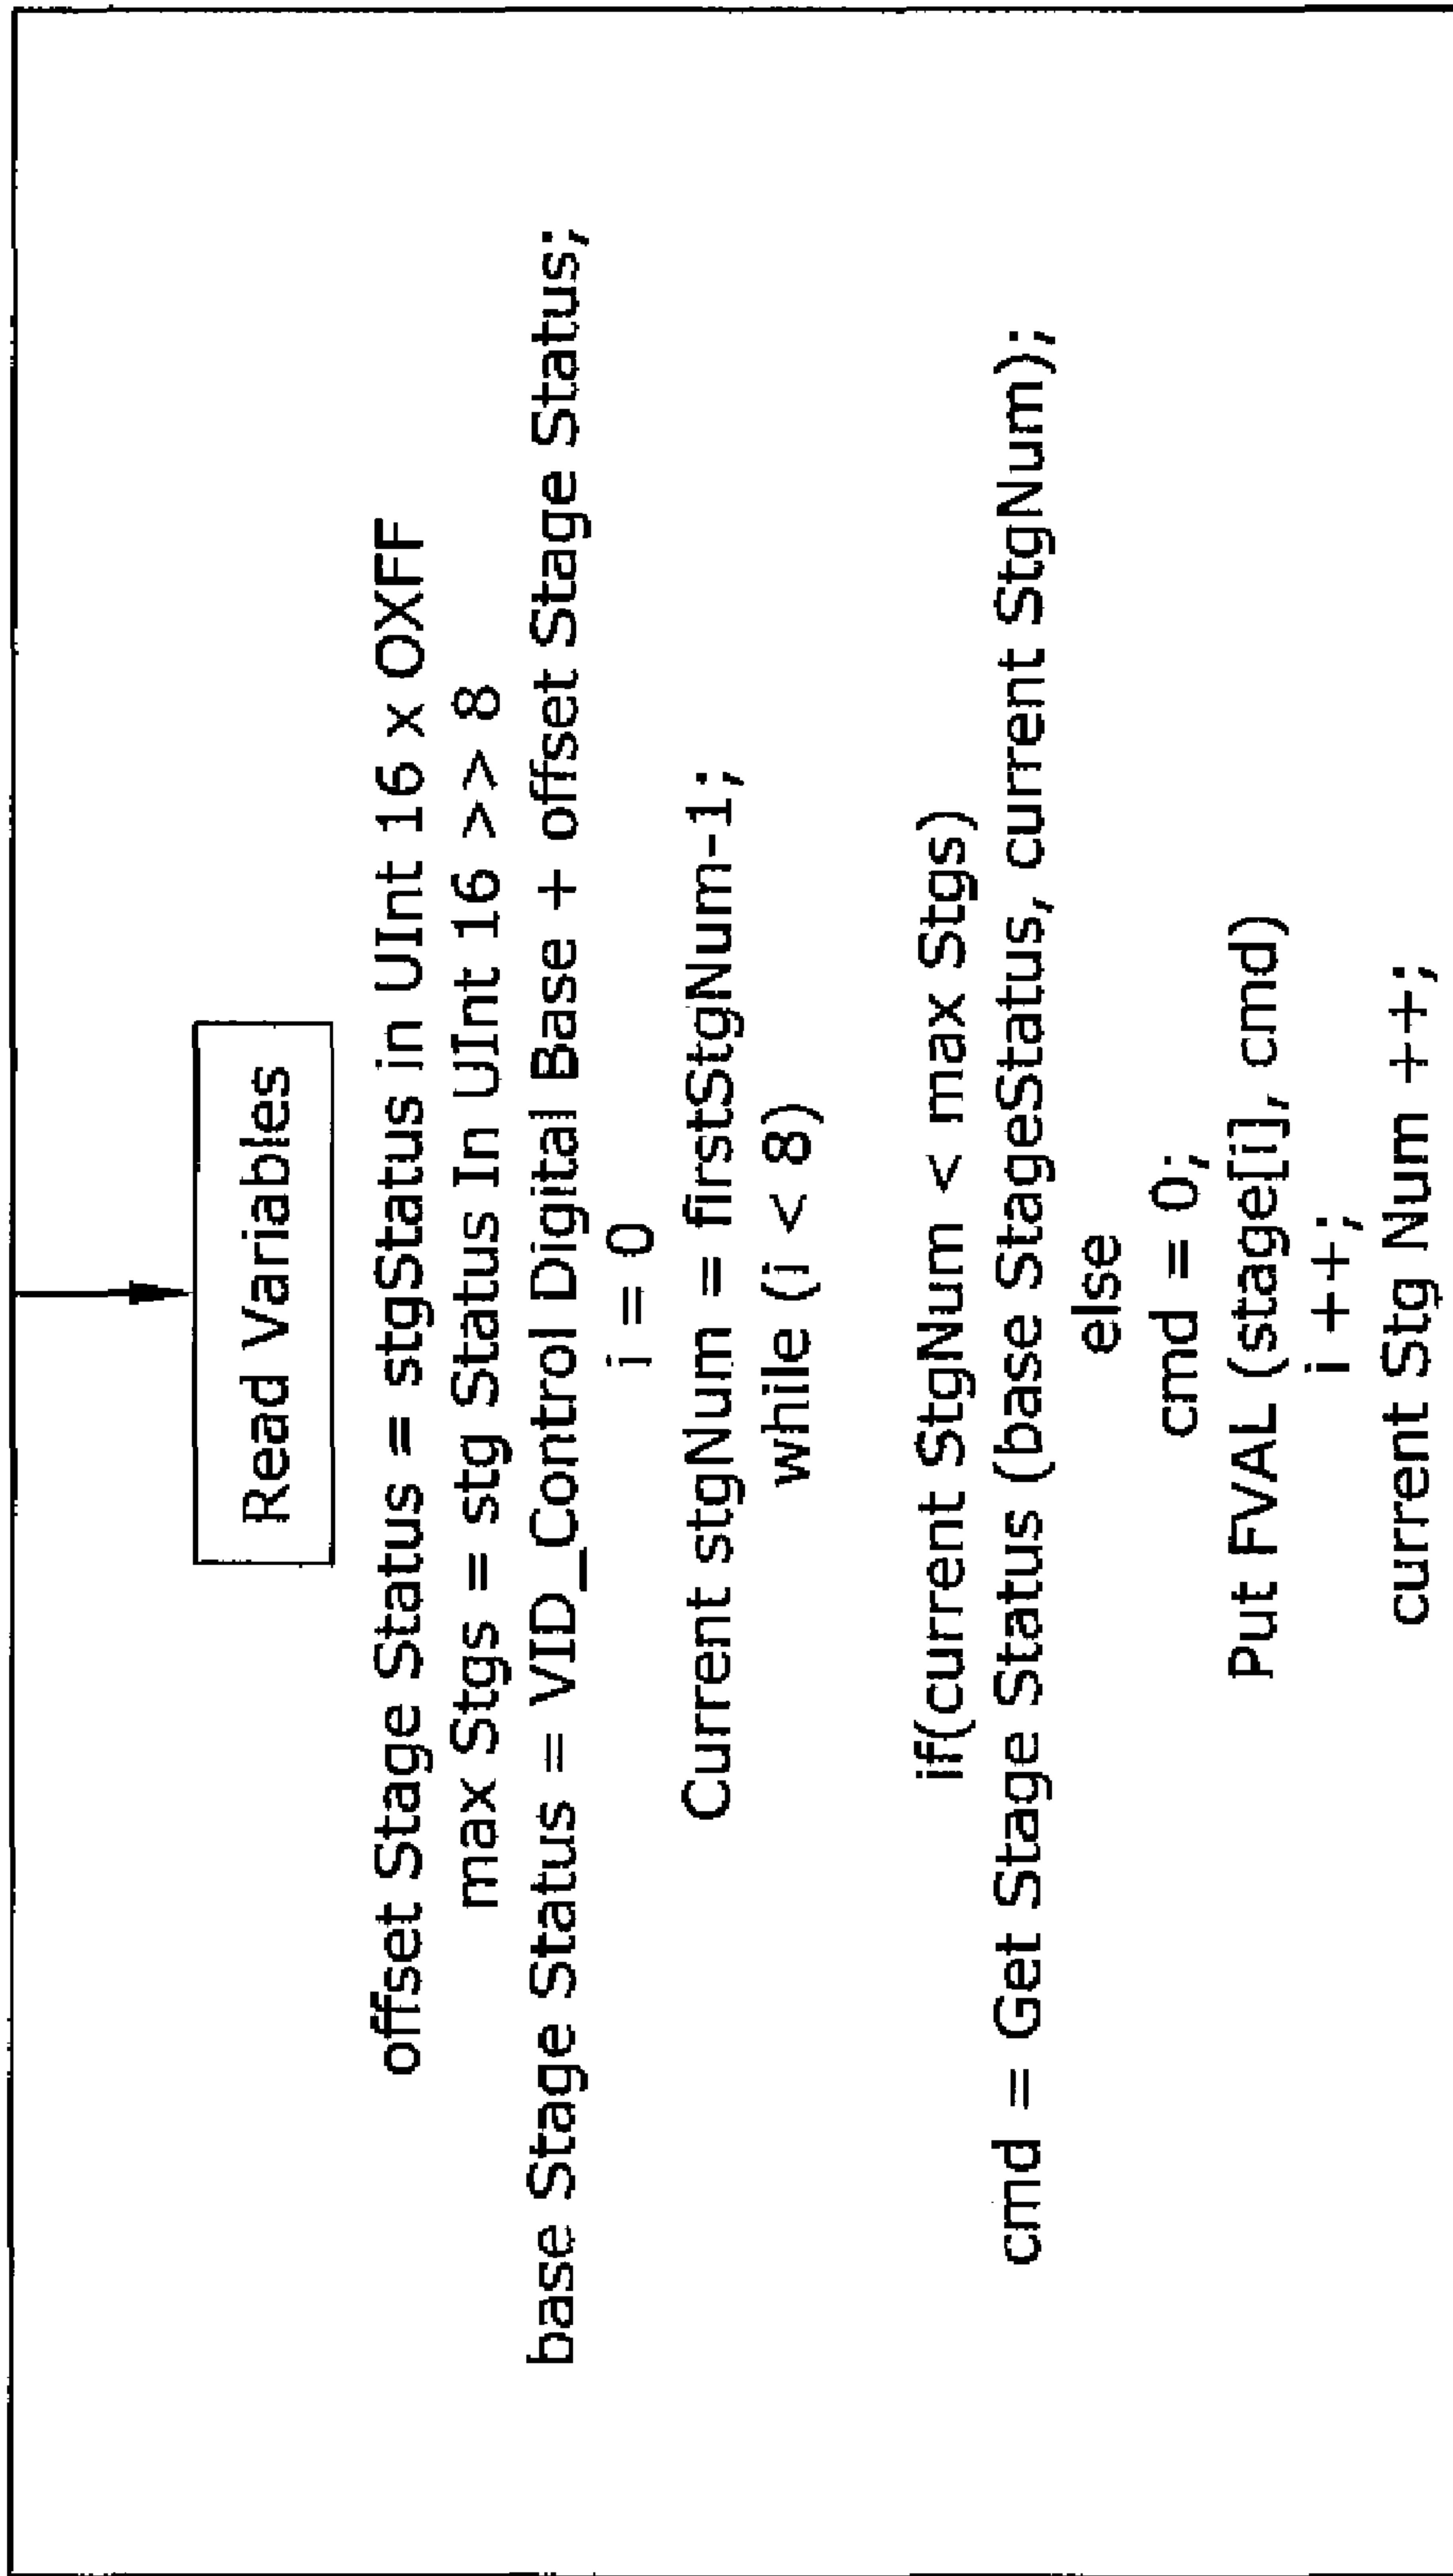 Read Variables
offset Stage Status = stgStatus in UInt 16 x OXFF
max Stgs = stg Status In UInt 16 >> 8
base Stage Status = VID_Control Digital Base + offset Stage Status;
i = 0
Current stgNum = firstStgNum-1;
while (i < 8)
if(current StgNum < max Stgs)
cmd = Get Stage Status (base StageStatus, current StgNum);
else
cmd = 0;
Put FVAL (stage[i], cmd)
i ++;
current Stg Num ++;